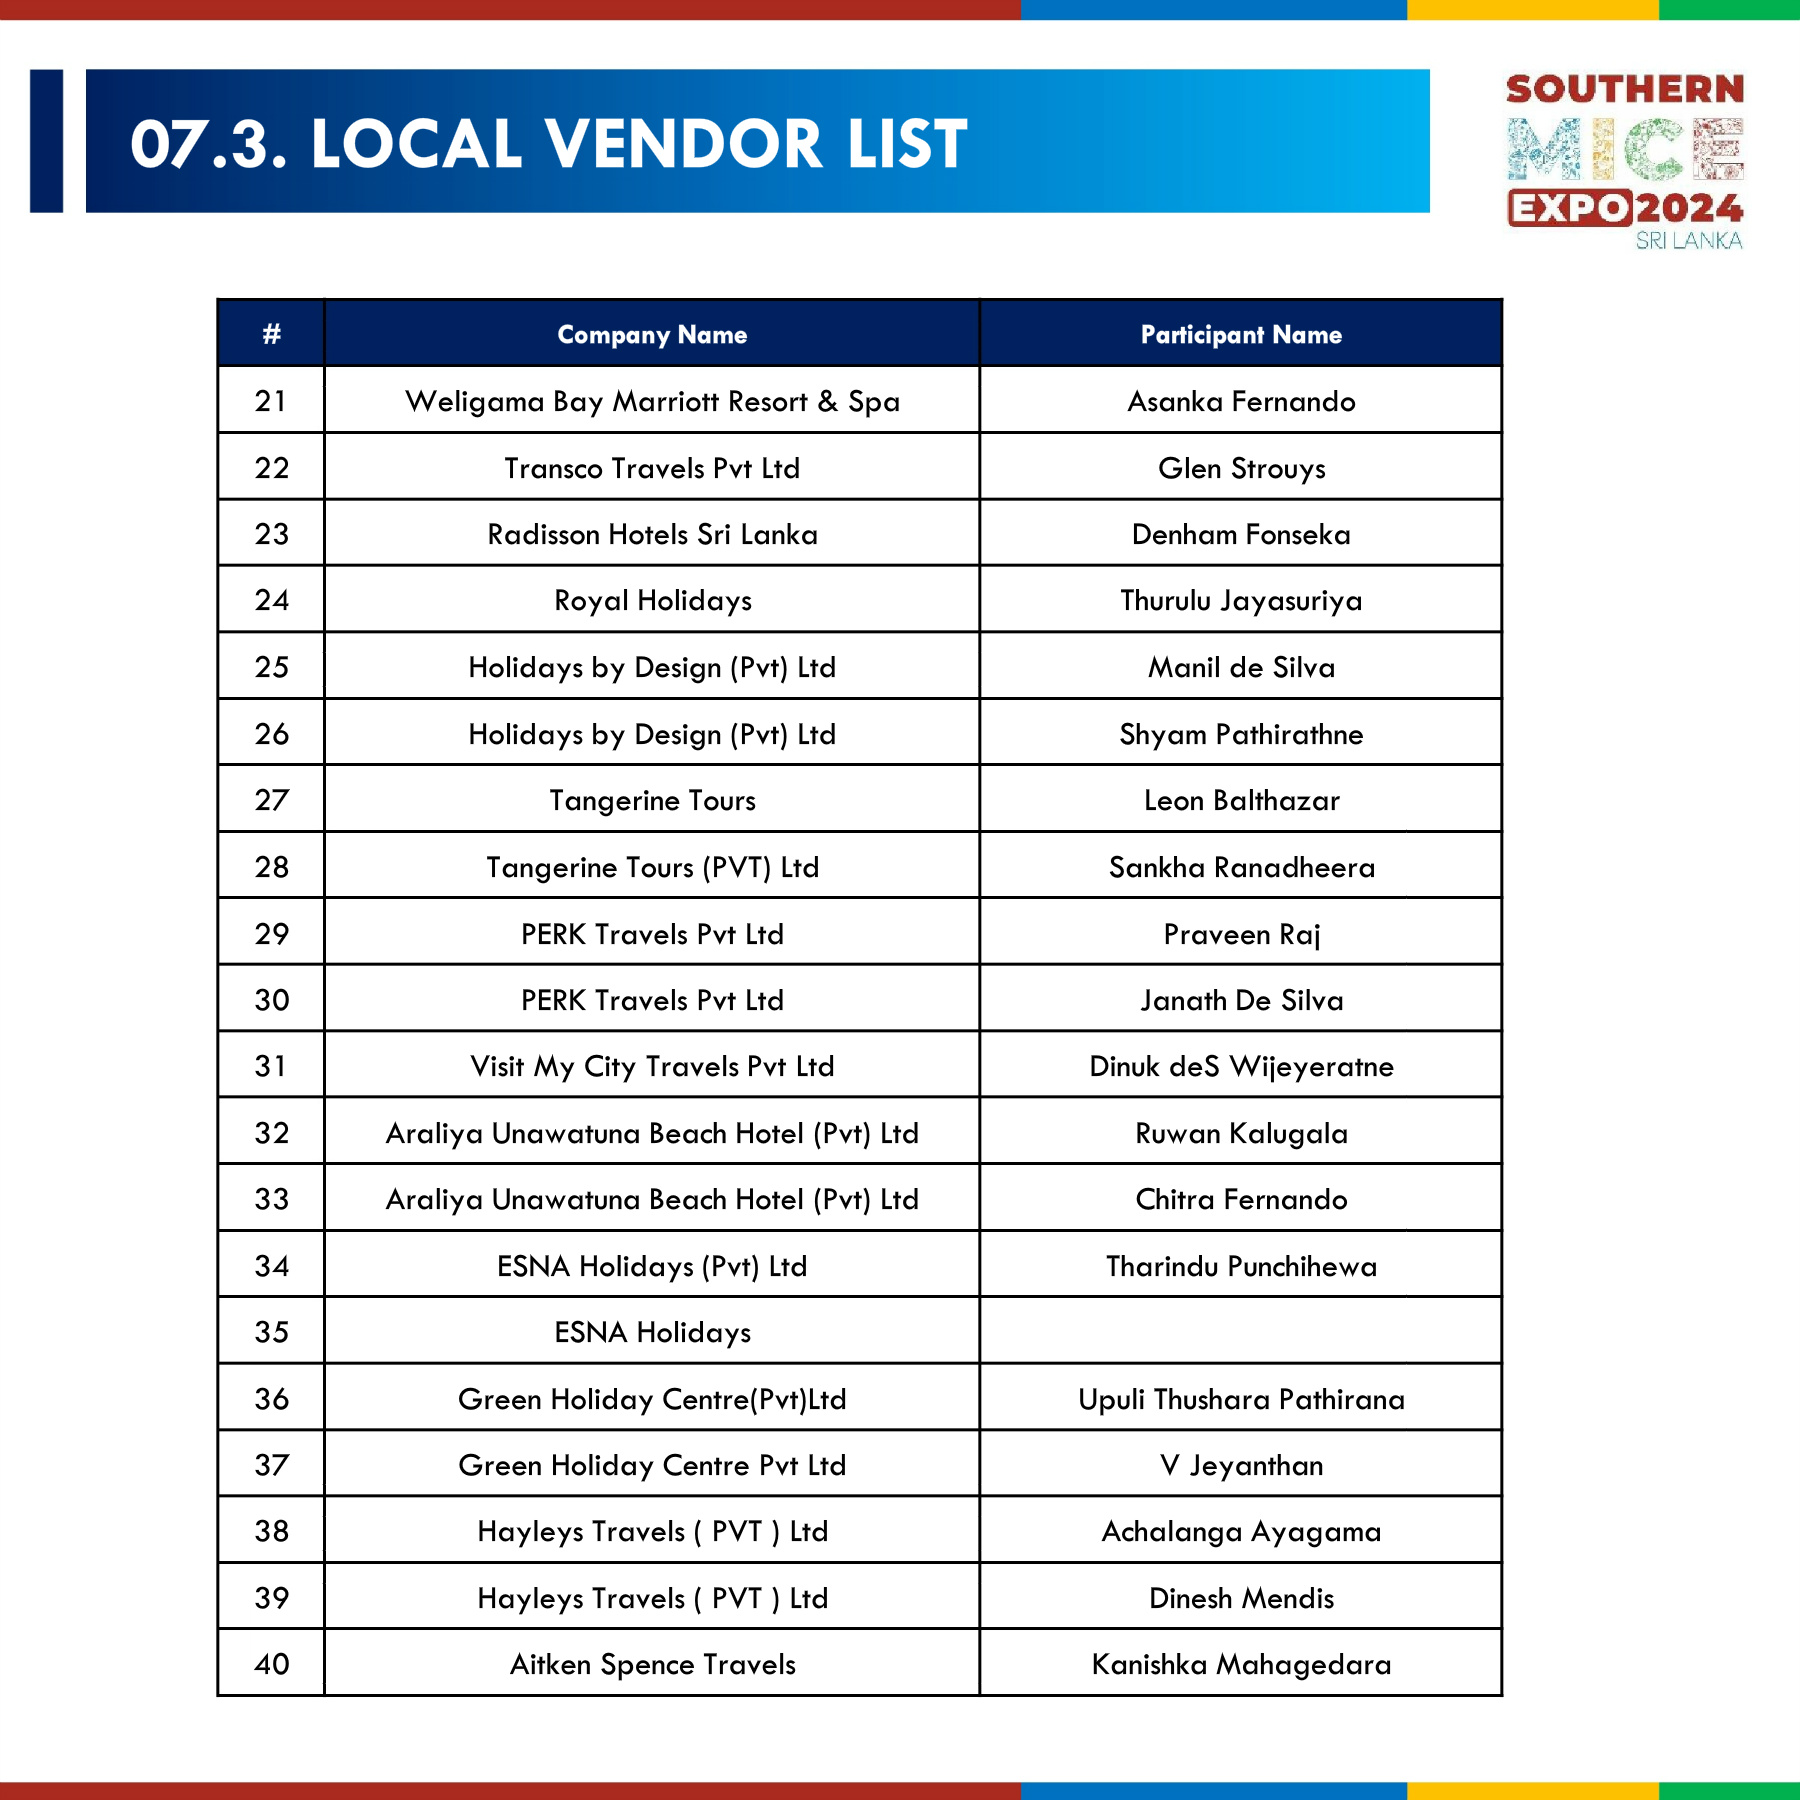 07.3. LOCAL VENDOR LIST
SOUTHERN
MICE
EXPO 2024
SRI LANKA
# Company Name Participant Name
21 Weligama Bay Marriott Resort & Spa Asanka Fernando
22 Transco Travels Pvt Ltd Glen Strouys
23 Radisson Hotels Sri Lanka Denham Fonseka
24 Royal Holidays Thurulu Jayasuriya
25 Holidays by Design (Pvt) Ltd Manil de Silva
26 Holidays by Design (Pvt) Ltd Shyam Pathirathne
27 Tangerine Tours Leon Balthazar
28 Tangerine Tours (PVT) Ltd Sankha Ranadheera
29 PERK Travels Pvt Ltd Praveen Raj
30 PERK Travels Pvt Ltd Janath De Silva
31 Visit My City Travels Pvt Ltd Dinuk deS Wijeyeratne
32 Araliya Unawatuna Beach Hotel (Pvt) Ltd Ruwan Kalugala
33 Araliya Unawatuna Beach Hotel (Pvt) Ltd Chitra Fernando
34 ESNA Holidays (Pvt) Ltd Tharindu Punchihewa
35 ESNA Holidays
36 Green Holiday Centre(Pvt)Ltd Upuli Thushara Pathirana
37 Green Holiday Centre Pvt Ltd V Jeyanthan
38 Hayleys Travels ( PVT ) Ltd Achalanga Ayagama
39 Hayleys Travels ( PVT ) Ltd Dinesh Mendis
40 Aitken Spence Travels Kanishka Mahagedara